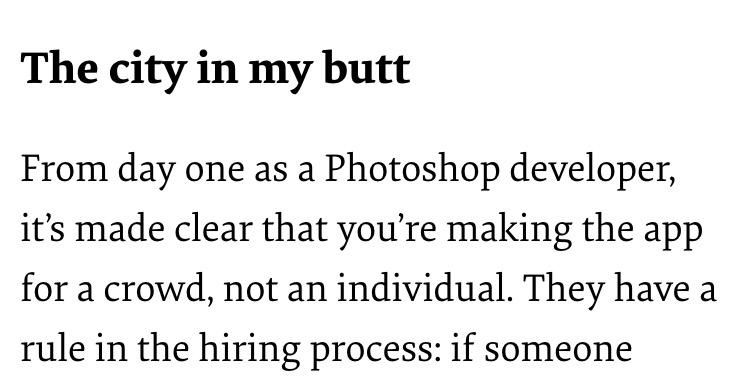 The city in my butt
From day one as a Photoshop developer,
it’s made clear that you’re making the app
for a crowd, not an individual. They have a
rule in the hiring process: if someone